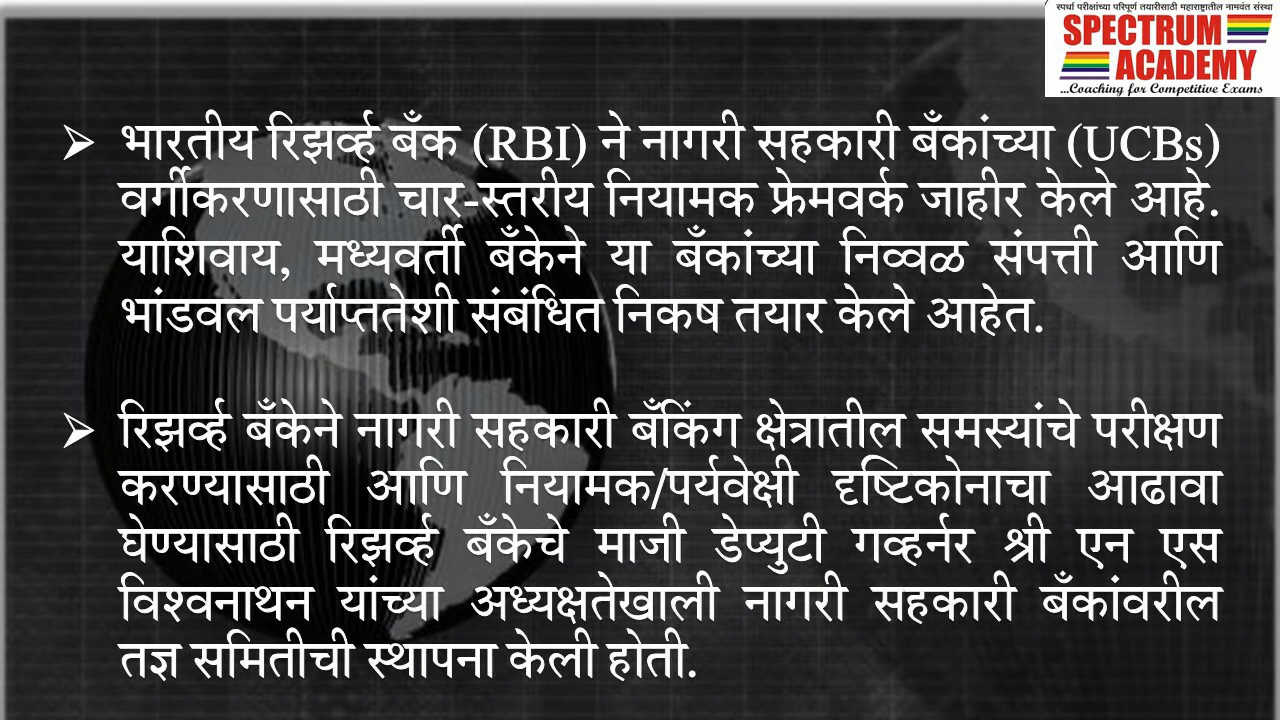 स्पर्धा परीक्षांच्या परिपूर्ण तयारीसाठी महाराष्ट्रातील नामवंत संस्था
SPECTRUM
ACADEMY
...Coaching for Competitive Exams
➢ भारतीय रिझर्व्ह बँक (RBI) ने नागरी सहकारी बँकांच्या (UCBs)
वर्गीकरणासाठी चार-स्तरीय नियामक फ्रेमवर्क जाहीर केले आहे.
याशिवाय, मध्यवर्ती बँकेने या बँकांच्या निव्वळ संपत्ती आणि
भांडवल पर्याप्ततेशी संबंधित निकष तयार केले आहेत.
➢ रिझर्व्ह बँकेने नागरी सहकारी बँकिंग क्षेत्रातील समस्यांचे परीक्षण
करण्यासाठी आणि नियामक/पर्यवेक्षी दृष्टिकोनाचा आढावा
घेण्यासाठी रिझर्व्ह बँकेचे माजी डेप्युटी गव्हर्नर श्री एन एस
विश्वनाथन यांच्या अध्यक्षतेखाली नागरी सहकारी बँकांवरील
तज्ञ समितीची स्थापना केली होती.